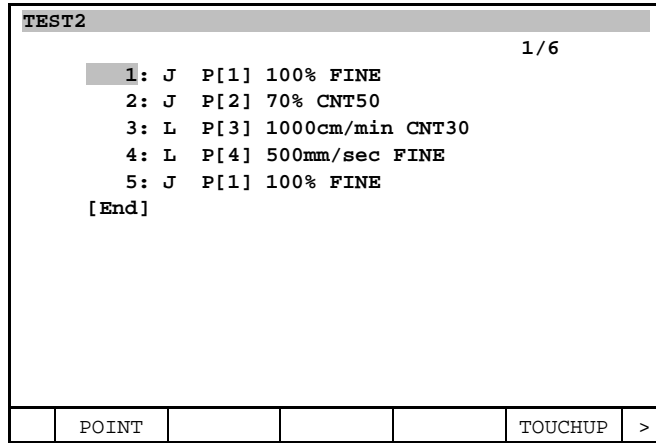 TEST2
1/6
1: J P[1] 100% FINE
2: J P[2] 70% CNT50
3: L P[3] 1000cm/min CNT30
4: L P[4] 500mm/sec FINE
5: J P[1] 100% FINE
[End]
POINT TOUCHUP >